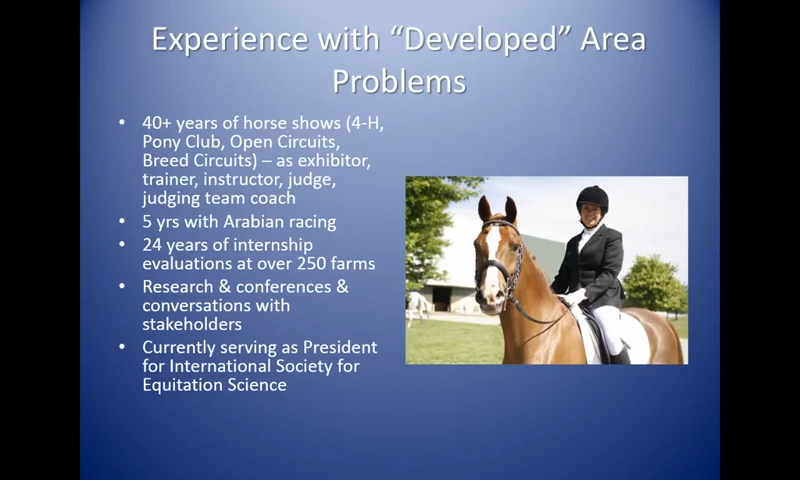 Experience with “Developed” Area
Problems
• 40+ years of horse shows (4-H,
Pony Club, Open Circuits,
Breed Circuits) – as exhibitor,
trainer, instructor, judge,
judging team coach
• 5 yrs with Arabian racing
• 24 years of internship
evaluations at over 250 farms
• Research & conferences &
conversations with
stakeholders
• Currently serving as President
for International Society for
Equitation Science